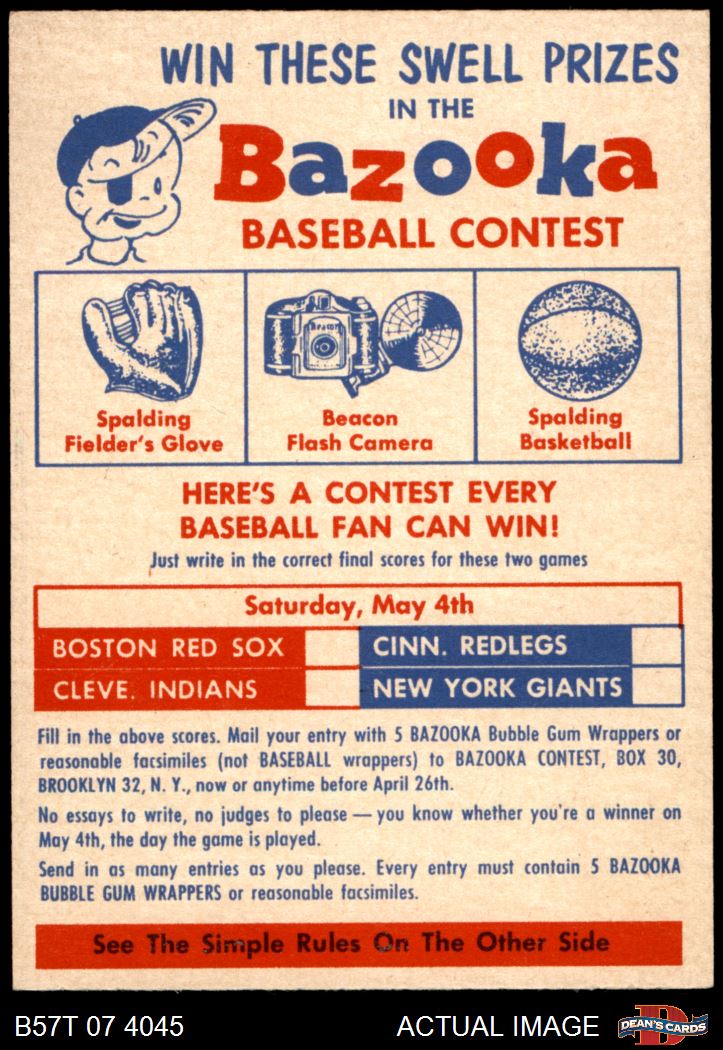 WIN THESE SWELL PRIZES
IN THE
Bazooka
BASEBALL CONTEST
Beacon
Spalding
Fielder's Glove
Beacon
Flash Camera
Spalding
Basketball
HERE'S A CONTEST EVERY
BASEBALL FAN CAN WIN!
Just write in the correct final scores for these two games
Saturday, May 4th
BOSTON RED SOX
CINN. REDLEGS
CLEVE. INDIANS
NEW YORK GIANTS
Fill in the above scores. Mail your entry with 5 BAZOOKA Bubble Gum Wrappers or
reasonable facsimiles (not BASEBALL wrappers) to BAZOOKA CONTEST, BOX 30,
BROOKLYN 32, N. Y., now or anytime before April 26th.
No essays to write, no judges to please — you know whether you're a winner on
May 4th, the day the game is played.
Send in as many entries as you please. Every entry must contain 5 BAZOOKA
BUBBLE GUM WRAPPERS or reasonable facsimiles.
See The Simple Rules On The Other Side
B57T 07 4045
ACTUAL IMAGE
D
DEAN'S CARDS